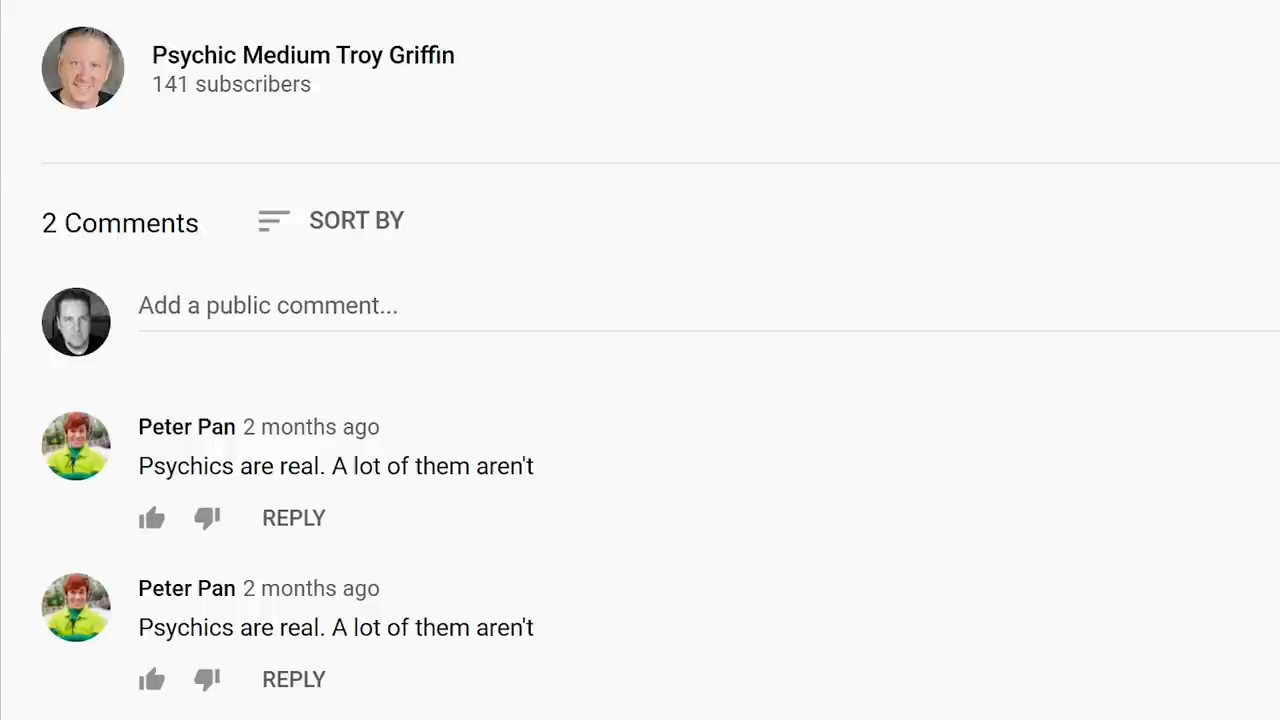 Psychic Medium Troy Griffin
141 subscribers
2 Comments SORT BY
Add a public comment...
Peter Pan 2 months ago
Psychics are real. A lot of them aren't
REPLY
Peter Pan 2 months ago
Psychics are real. A lot of them aren't
REPLY